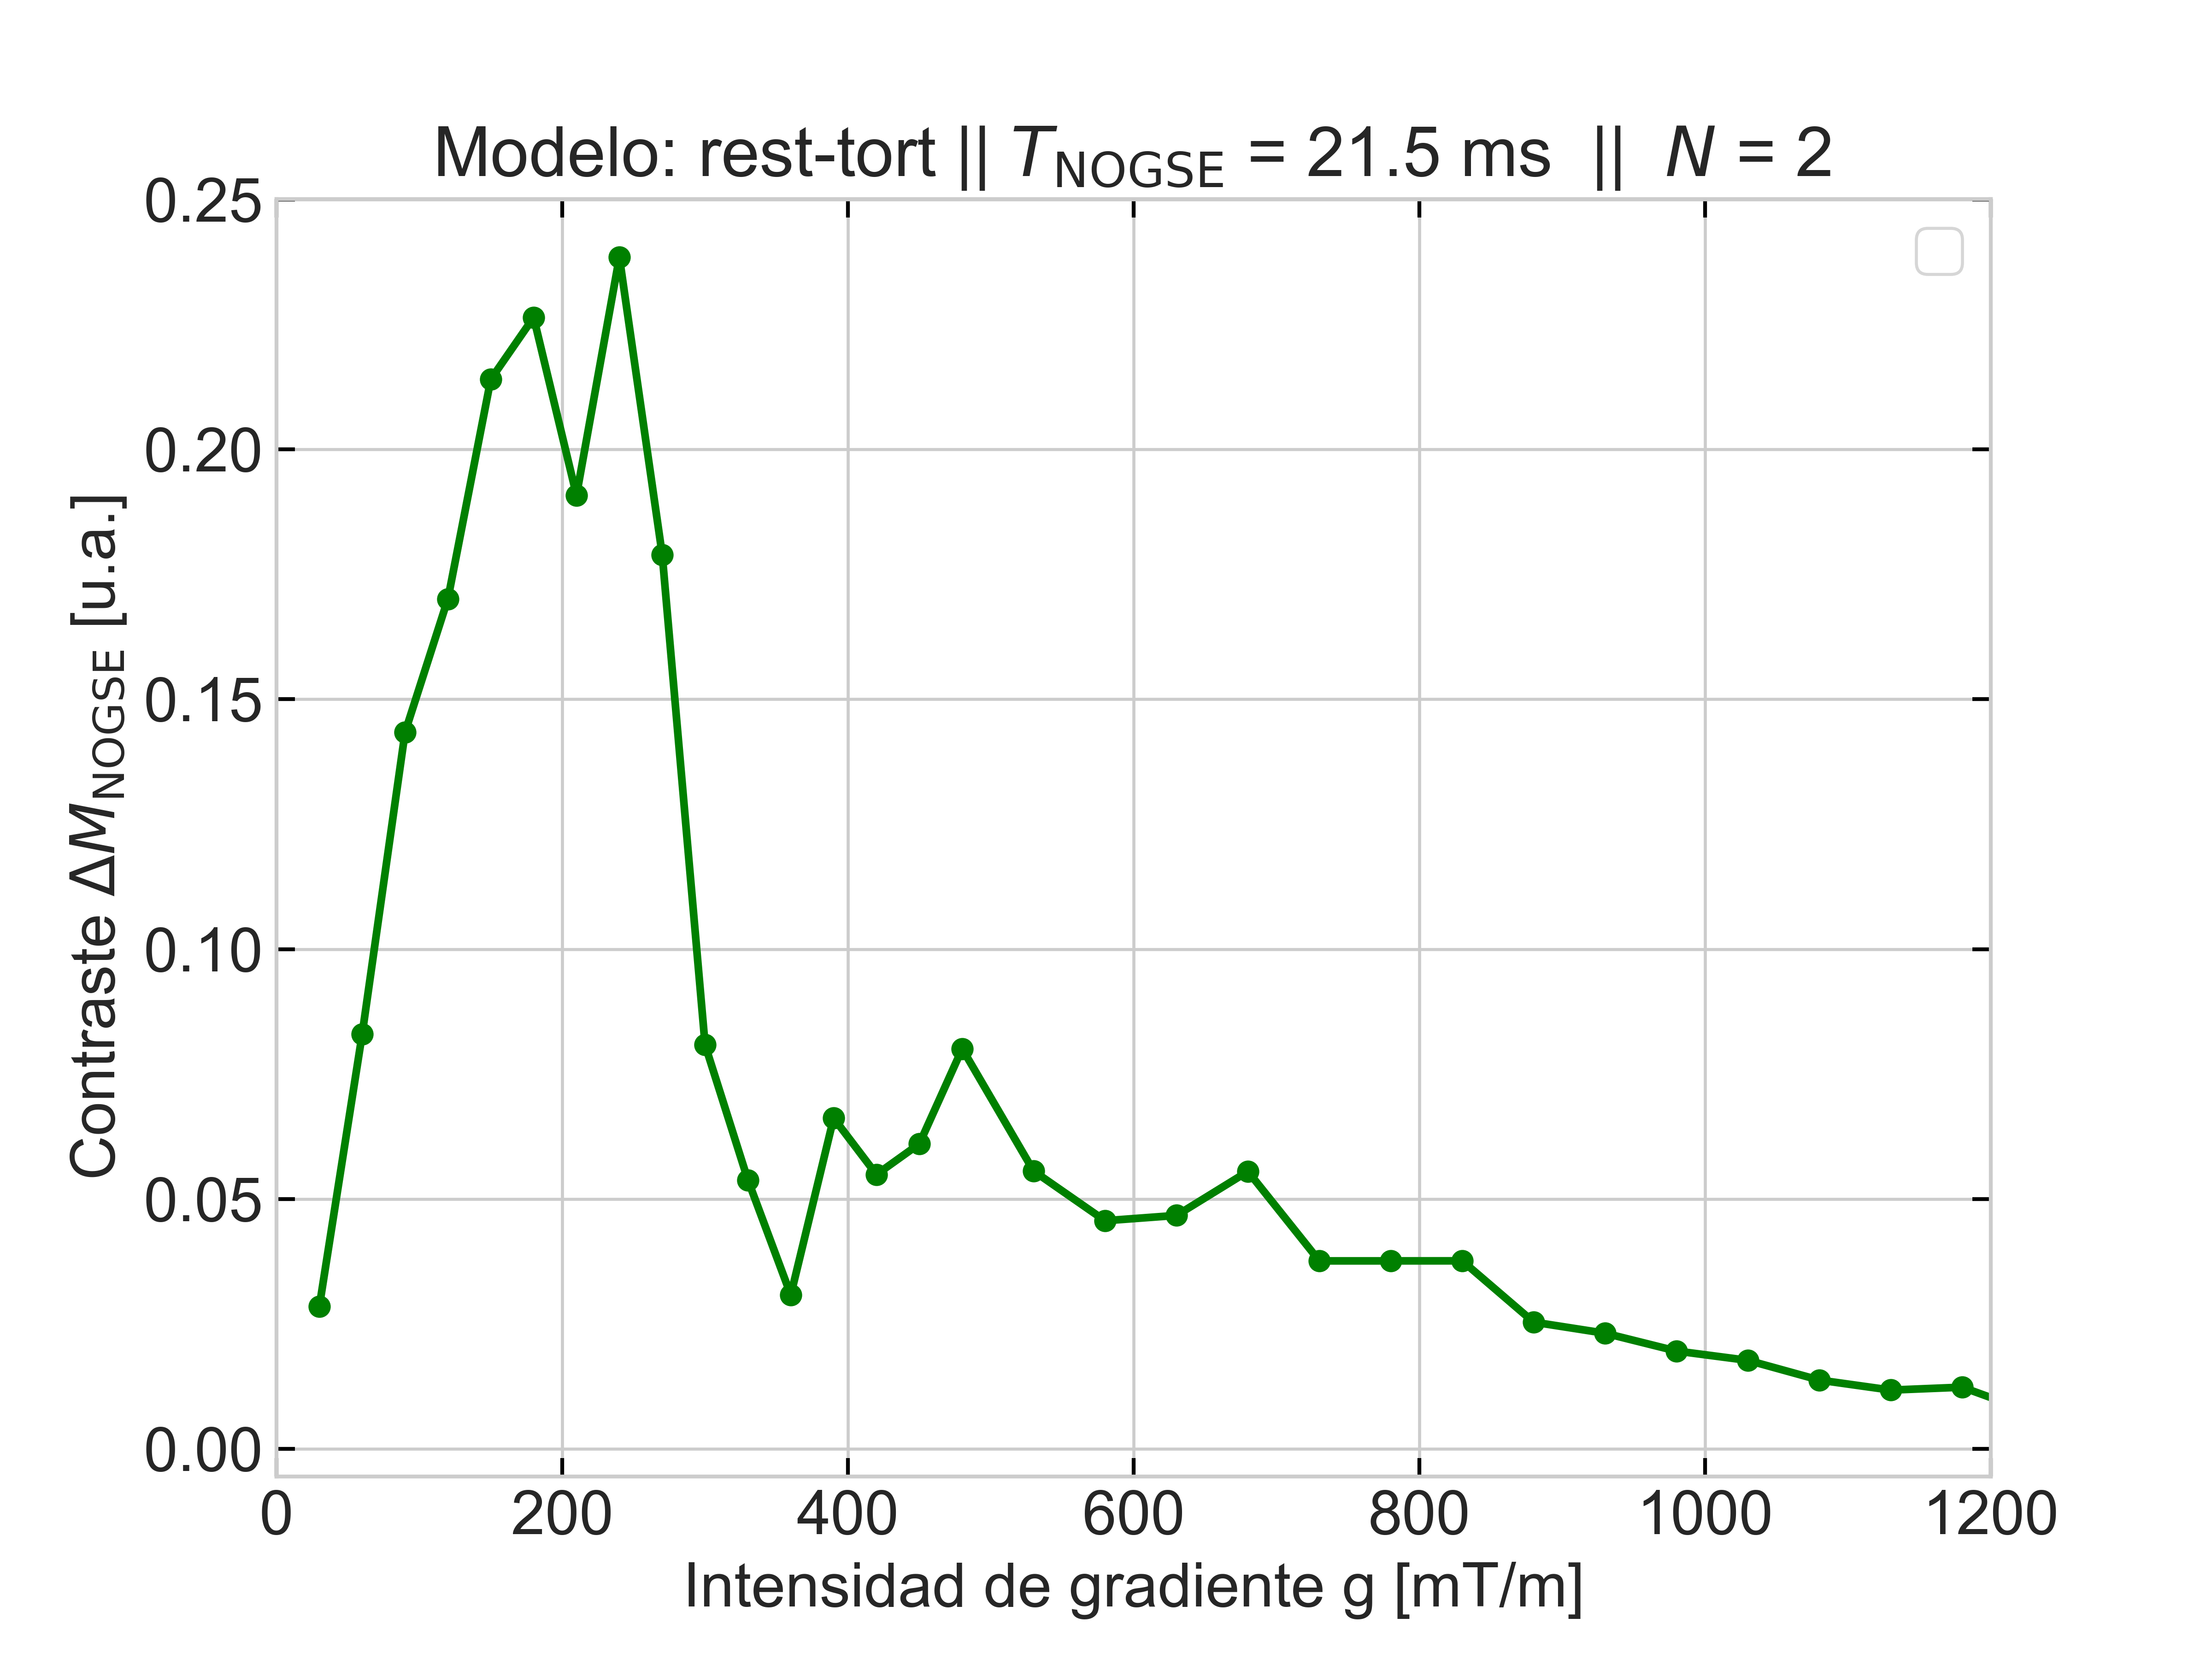 Modelo: rest-tort || T_NOGSE = 21.5 ms || N = 2
Contraste ΔM_NOGSE [u.a.]
0.25
0.20
0.15
0.10
0.05
0.00
0 200 400 600 800 1000 1200
Intensidad de gradiente g [mT/m]